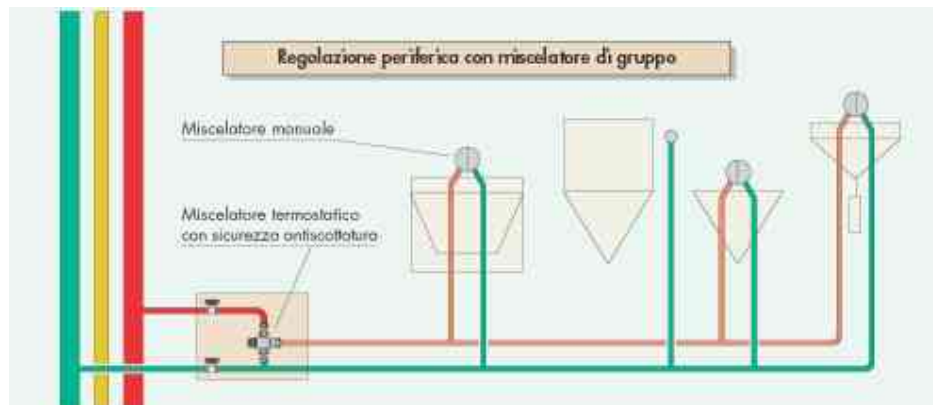 Regolazione periferica con miscelatore di gruppo
Miscelatore manuale
Miscelatore termostatico
con sicurezza antiscottatura